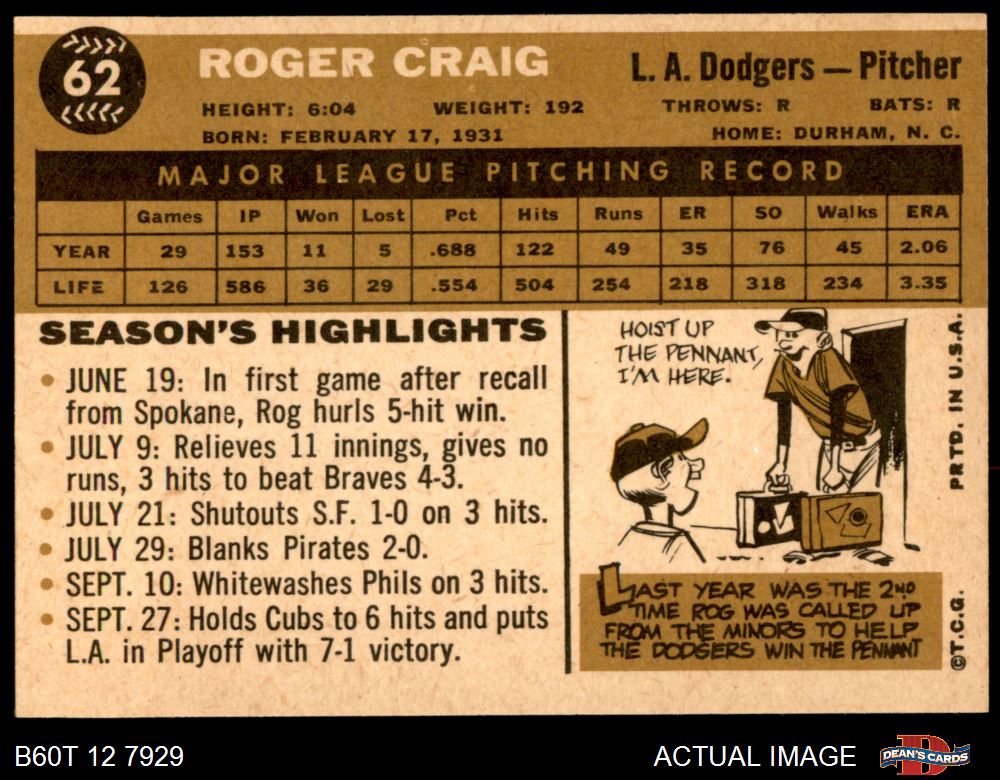 62
ROGER CRAIG
L. A. Dodgers — Pitcher
HEIGHT: 6:04 WEIGHT: 192 THROWS: R BATS: R
BORN: FEBRUARY 17, 1931 HOME: DURHAM, N. C.
MAJOR LEAGUE PITCHING RECORD
Games IP Won Lost Pct Hits Runs ER SO Walks ERA
YEAR 29 153 11 5 .688 122 49 35 76 45 2.06
LIFE 126 586 36 29 .554 504 254 218 318 234 3.35
SEASON'S HIGHLIGHTS
• JUNE 19: In first game after recall
from Spokane, Rog hurls 5-hit win.
• JULY 9: Relieves 11 innings, gives no
runs, 3 hits to beat Braves 4-3.
• JULY 21: Shutouts S.F. 1-0 on 3 hits.
• JULY 29: Blanks Pirates 2-0.
• SEPT. 10: Whitewashes Phils on 3 hits.
• SEPT. 27: Holds Cubs to 6 hits and puts
L.A. in Playoff with 7-1 victory.
HOIST UP
THE PENNANT,
I'M HERE.
LAST YEAR WAS THE 2ND
TIME ROG WAS CALLED UP
FROM THE MINORS TO HELP
THE DODGERS WIN THE PENNANT
PRTD. IN U.S.A.
©T.C.G.
B60T 12 7929
ACTUAL IMAGE
D
DEAN'S CARDS